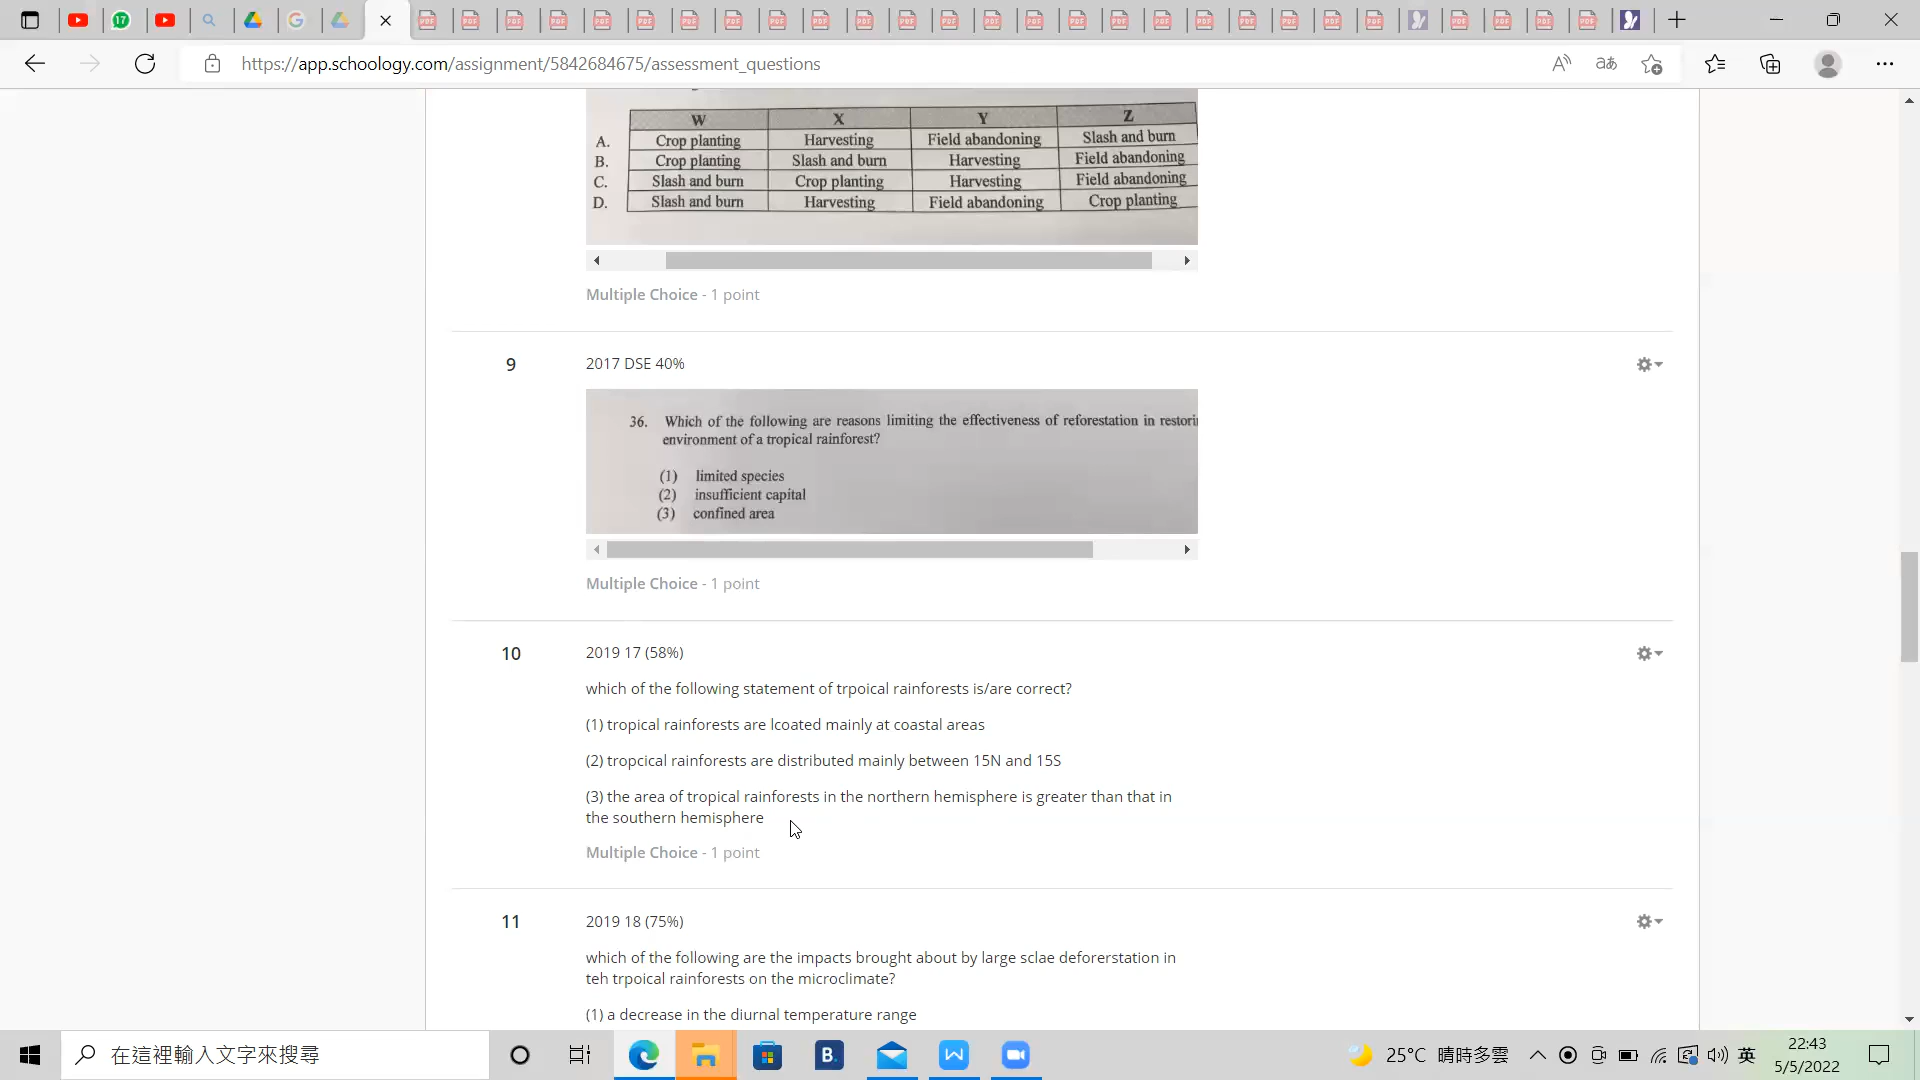 https://app.schoology.com/assignment/5842684675/assessment_questions
W X Y Z
A. Crop planting Harvesting Field abandoning Slash and burn
B. Crop planting Slash and burn Harvesting Field abandoning
C. Slash and burn Crop planting Harvesting Field abandoning
D. Slash and burn Harvesting Field abandoning Crop planting
Multiple Choice - 1 point
9 2017 DSE 40%
36. Which of the following are reasons limiting the effectiveness of reforestation in restori
environment of a tropical rainforest?
(1) limited species
(2) insufficient capital
(3) confined area
Multiple Choice - 1 point
10 2019 17 (58%)
which of the following statement of trpoical rainforests is/are correct?
(1) tropical rainforests are lcoated mainly at coastal areas
(2) tropcical rainforests are distributed mainly between 15N and 15S
(3) the area of tropical rainforests in the northern hemisphere is greater than that in
the southern hemisphere
Multiple Choice - 1 point
11 2019 18 (75%)
which of the following are the impacts brought about by large sclae deforerstation in
teh trpoical rainforests on the microclimate?
(1) a decrease in the diurnal temperature range
在這裡輸入文字來搜尋
B.
25°C 晴時多雲
英
22:43
5/5/2022